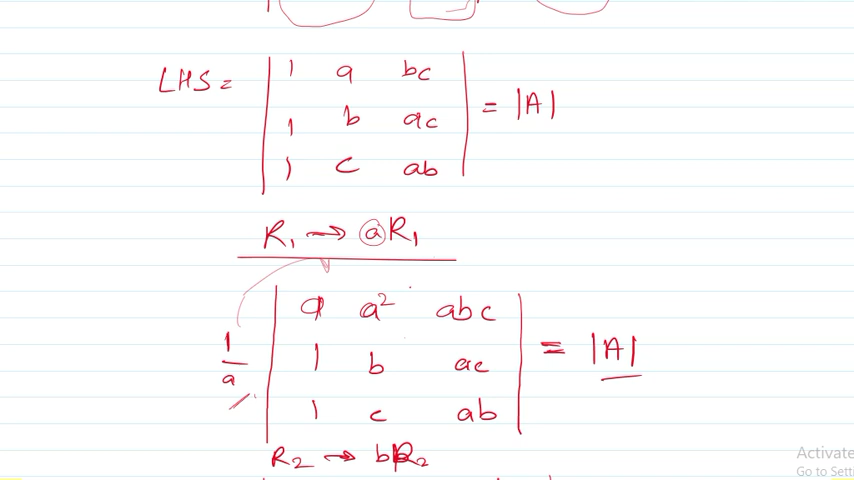 LHS = | 1 a bc |
| 1 b ac | = |A|
| 1 c ab |
R₁ → aR₁
| a a² abc |
1/a | 1 b ac | = |A|
| 1 c ab |
R₂ → bR₂
Activate
Go to Setti